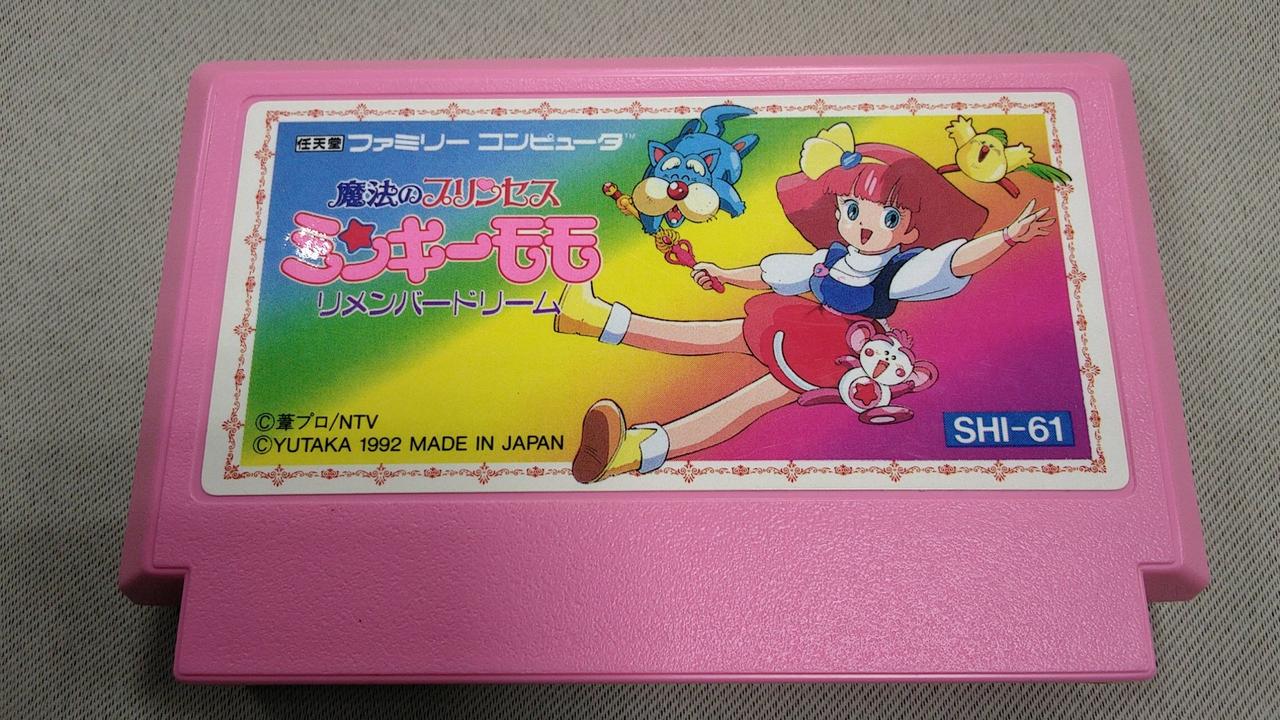 任天堂 ファミリー コンピュータ™
魔法のプリンセス
ミンキーモモ
リメンバードリーム
©葦プロ/NTV
©YUTAKA 1992 MADE IN JAPAN
SHI-61